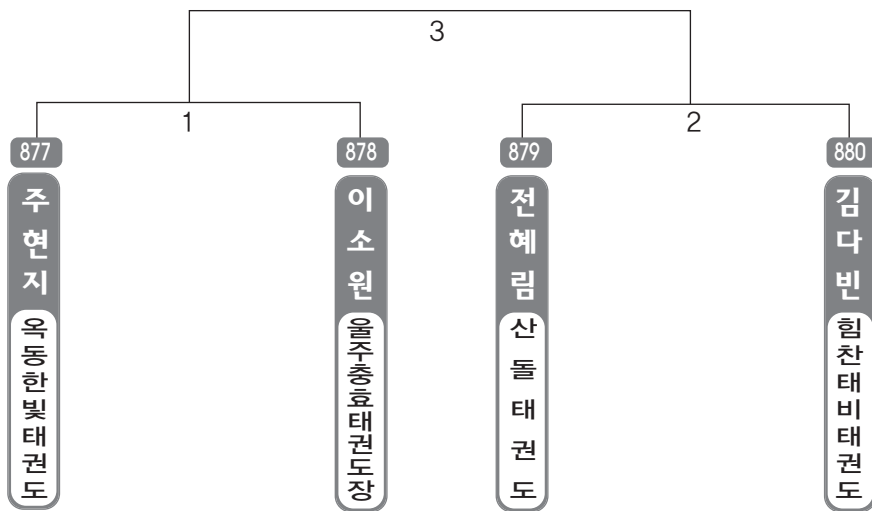 3
1
2
877
878
879
880
주현지
이소원
전혜림
김다빈
옥동한빛태권도
울주충효태권도장
산돌태권도
힘찬태비태권도